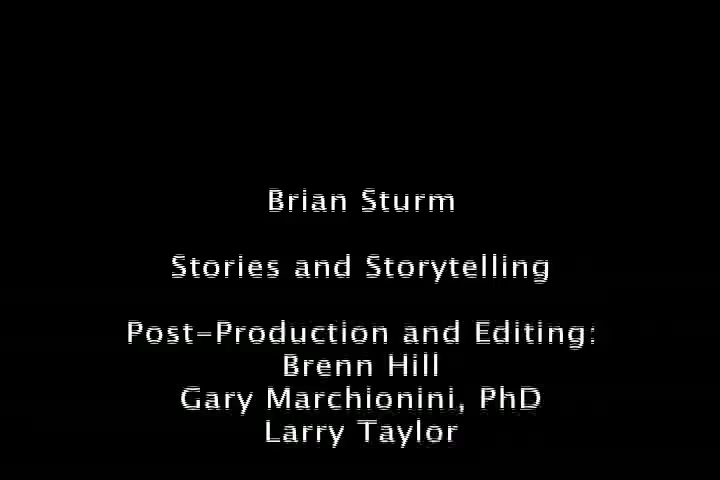 Brian Sturm
Stories and Storytelling
Post-Production and Editing:
Brenn Hill
Gary Marchionini, PhD
Larry Taylor